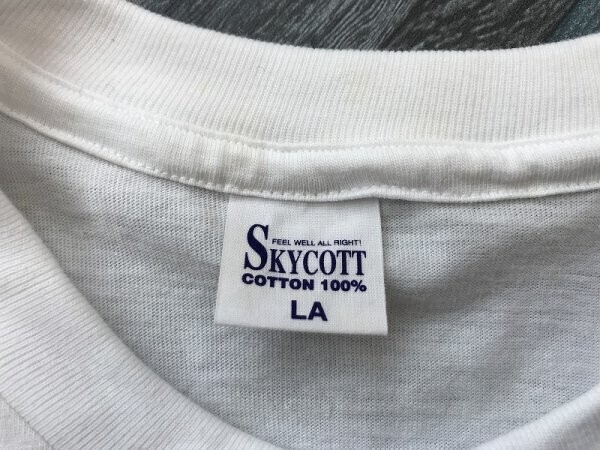 FEEL WELL ALL RIGHT!
SKYCOTT
COTTON 100%
LA